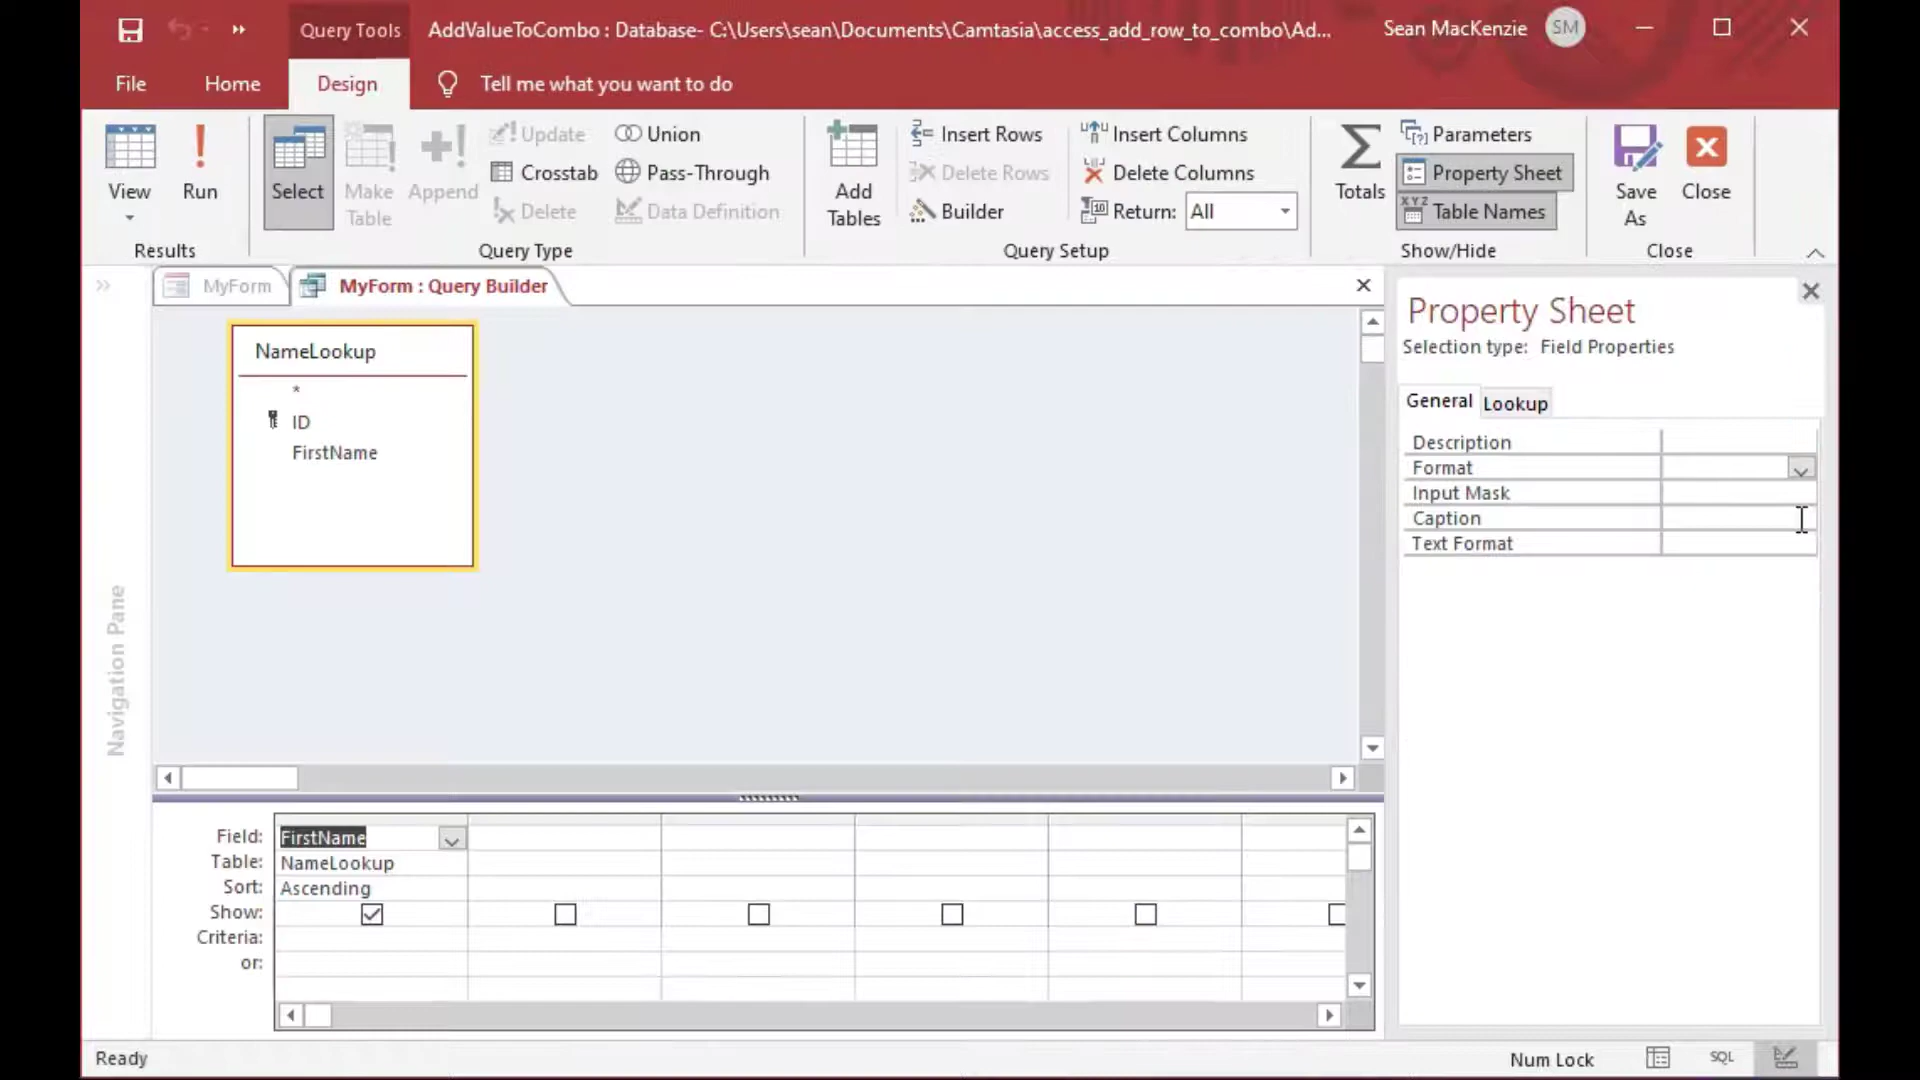 Query Tools
AddValueToCombo : Database- C:\Users\sean\Documents\Camtasia\access_add_row_to_combo\Ad...
Sean MacKenzie
SM
File
Home
Design
Tell me what you want to do
View
Run
Results
Select
Make Table
Append
Update
Crosstab
Delete
Union
Pass-Through
Data Definition
Query Type
Add Tables
Insert Rows
Delete Rows
Builder
Insert Columns
Delete Columns
Return: All
Query Setup
Totals
Parameters
Property Sheet
Table Names
Show/Hide
Save As
Close
Close
MyForm
MyForm : Query Builder
NameLookup
*
ID
FirstName
Navigation Pane
Property Sheet
Selection type: Field Properties
General
Lookup
Description
Format
Input Mask
Caption
Text Format
Field: FirstName
Table: NameLookup
Sort: Ascending
Show:
Criteria:
or:
Ready
Num Lock
SQL